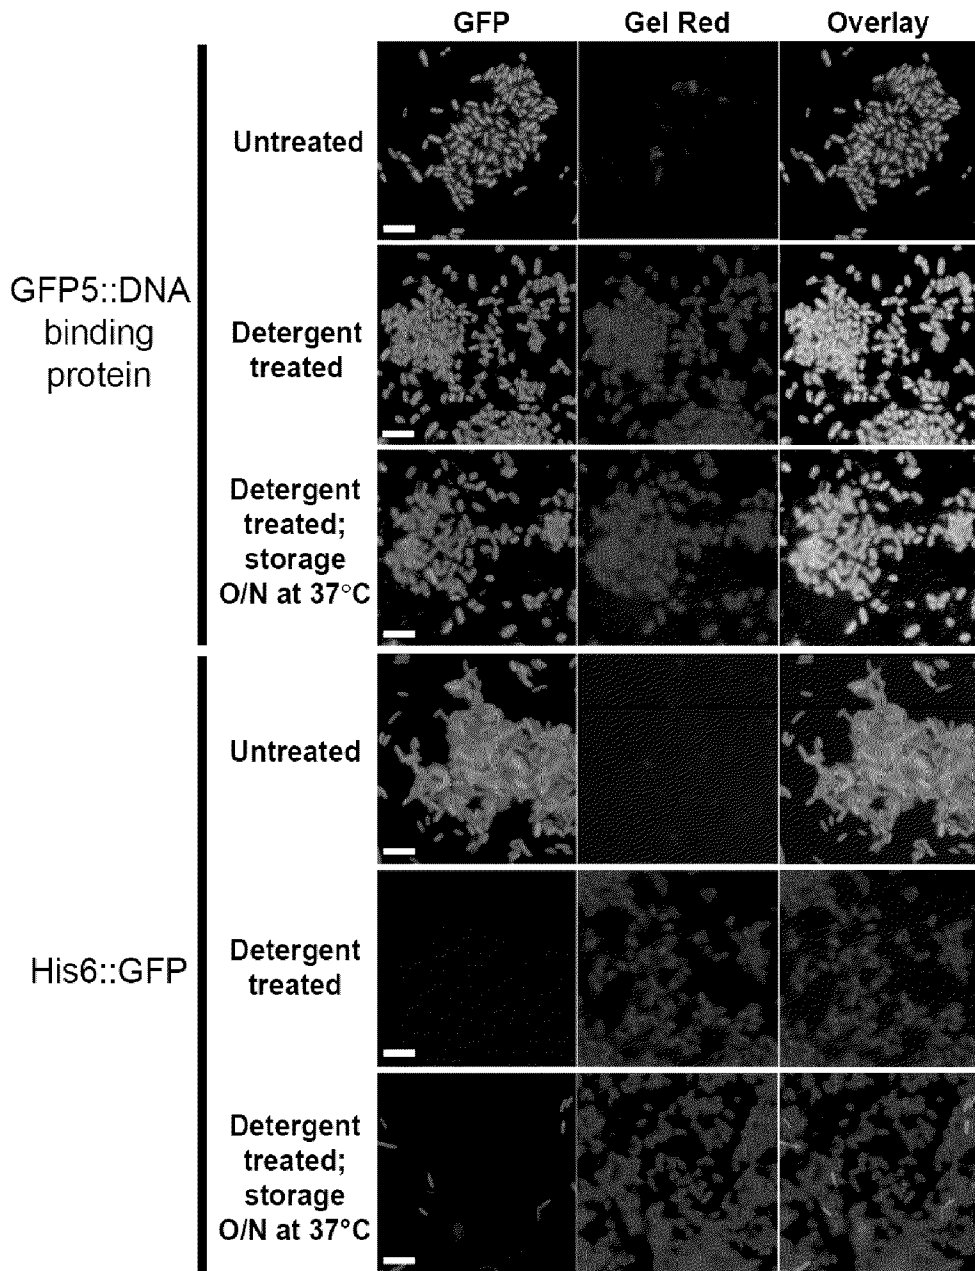 GFP Gel Red Overlay
GFP5::DNA
binding
protein
Untreated
Detergent
treated
Detergent
treated;
storage
O/N at 37°C
His6::GFP
Untreated
Detergent
treated
Detergent
treated;
storage
O/N at 37°C